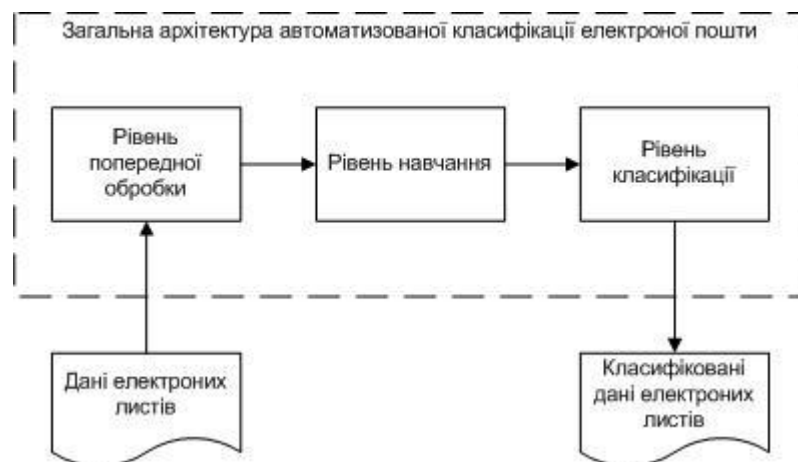 Загальна архітектура автоматизованої класифікації електроної пошти
Рівень
попередної
обробки
Рівень навчання
Рівень
класифікації
Дані електроних
листів
Класифіковані
дані електроних
листів